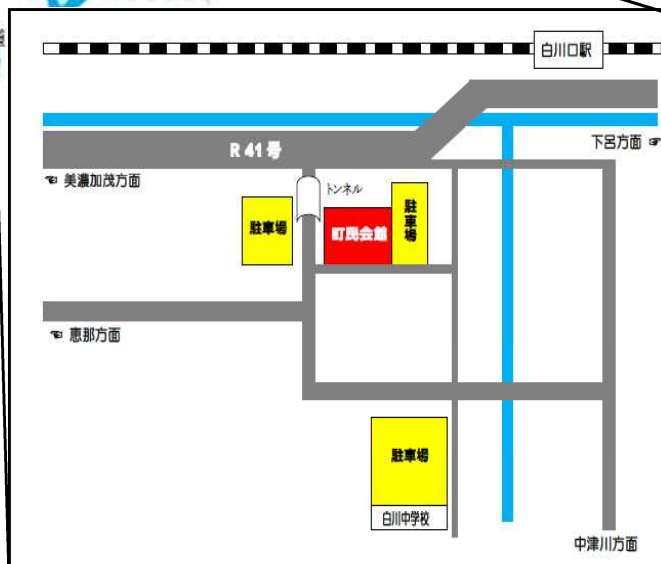 白川口駅
R 41号
下呂方面 ☞
☜ 美濃加茂方面
トンネル
駐車場
町民会館
駐車場
☜ 恵那方面
駐車場
白川中学校
中津川方面